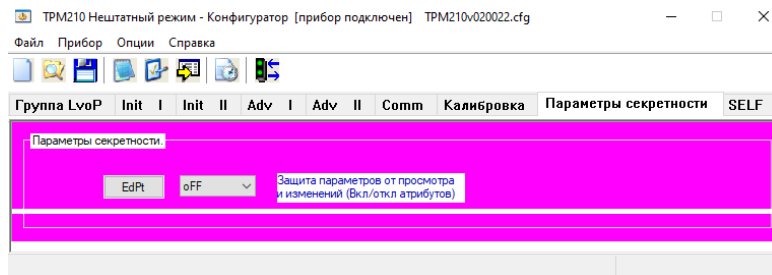 ТРМ210 Нештатный режим - Конфигуратор [прибор подключен] TPM210v020022.cfg
Файл Прибор Опции Справка
Группа LvoP Init I Init II Adv I Adv II Comm Калибровка Параметры секретности SELF
Параметры секретности.
EdPt oFF Защита параметров от просмотра
и изменений (Вкл/откл атрибутов)